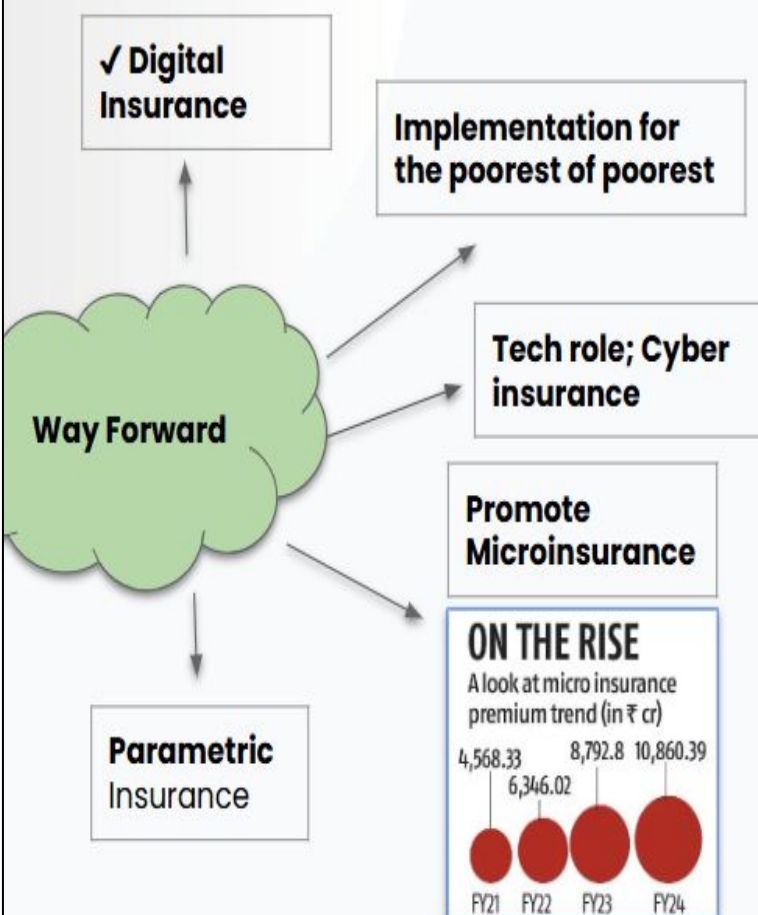 ✓ Digital
Insurance
Implementation for
the poorest of poorest
Tech role; Cyber
insurance
Way Forward
Promote
Microinsurance
ON THE RISE
A look at micro insurance
premium trend (in ₹ cr)
4,568.33
6,346.02
8,792.8
10,860.39
FY21
FY22
FY23
FY24
Parametric
Insurance